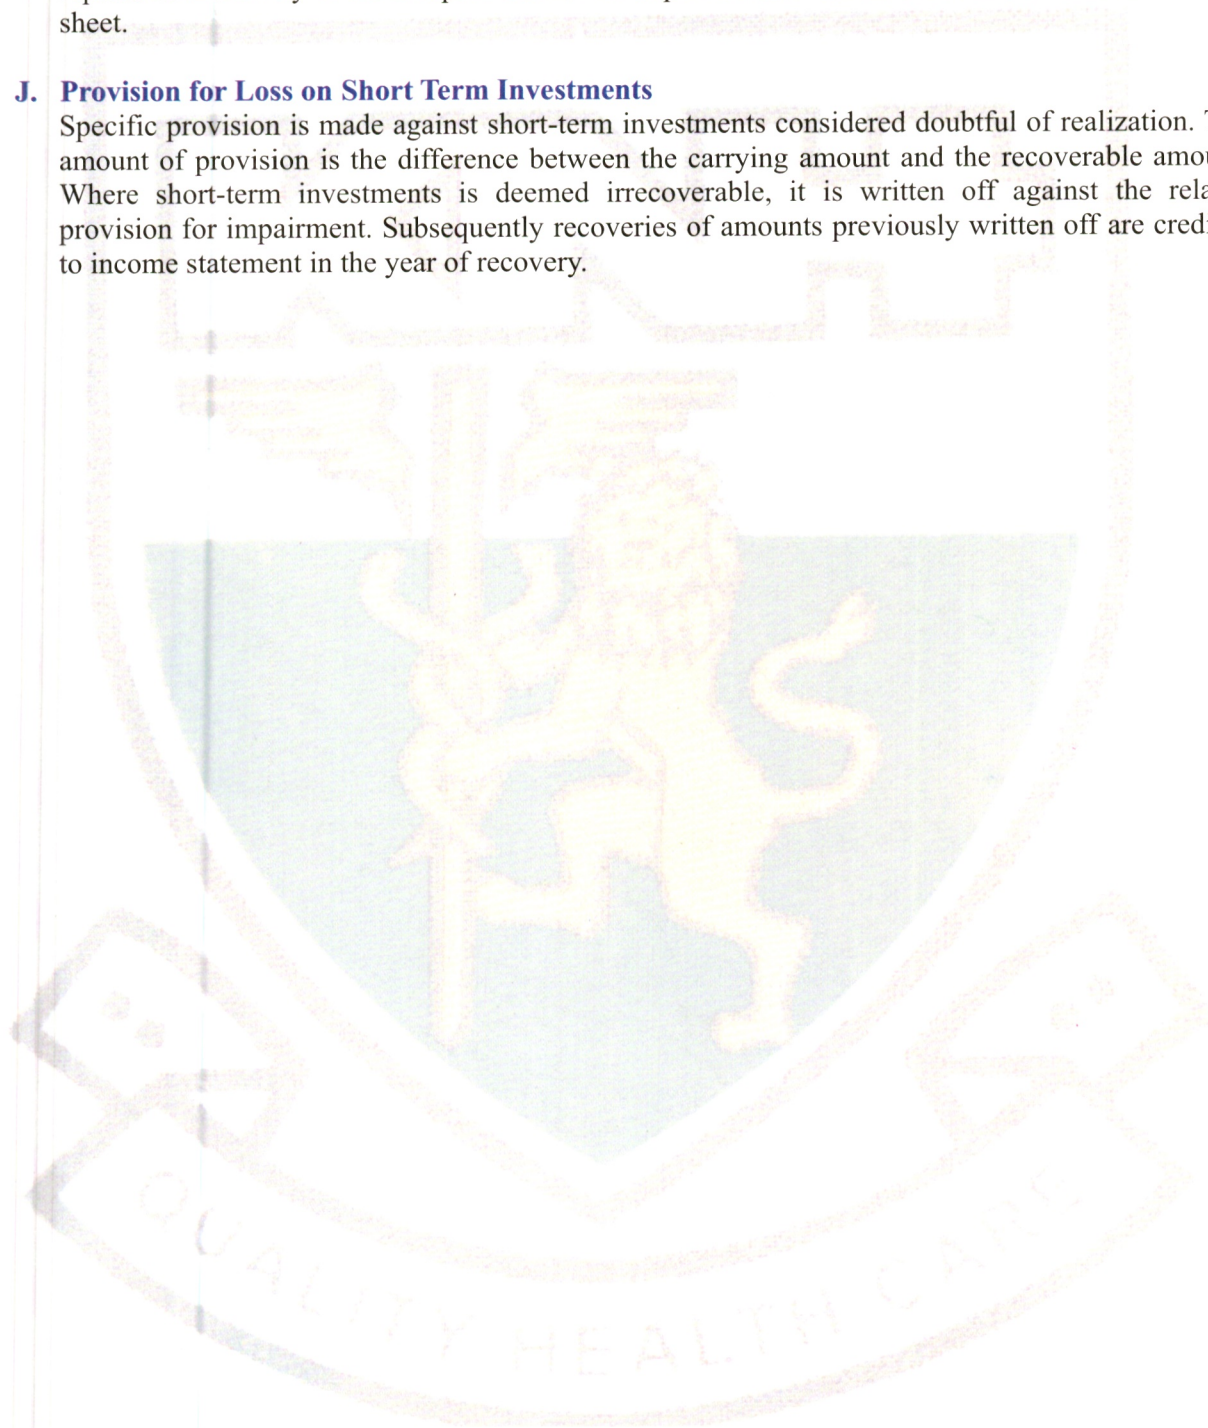 sheet.
J. Provision for Loss on Short Term Investments
Specific provision is made against short-term investments considered doubtful of realization.
amount of provision is the difference between the carrying amount and the recoverable amou
Where short-term investments is deemed irrecoverable, it is written off against the rela
provision for impairment. Subsequently recoveries of amounts previously written off are cred
to income statement in the year of recovery.
QUALITY HEALTH CARE